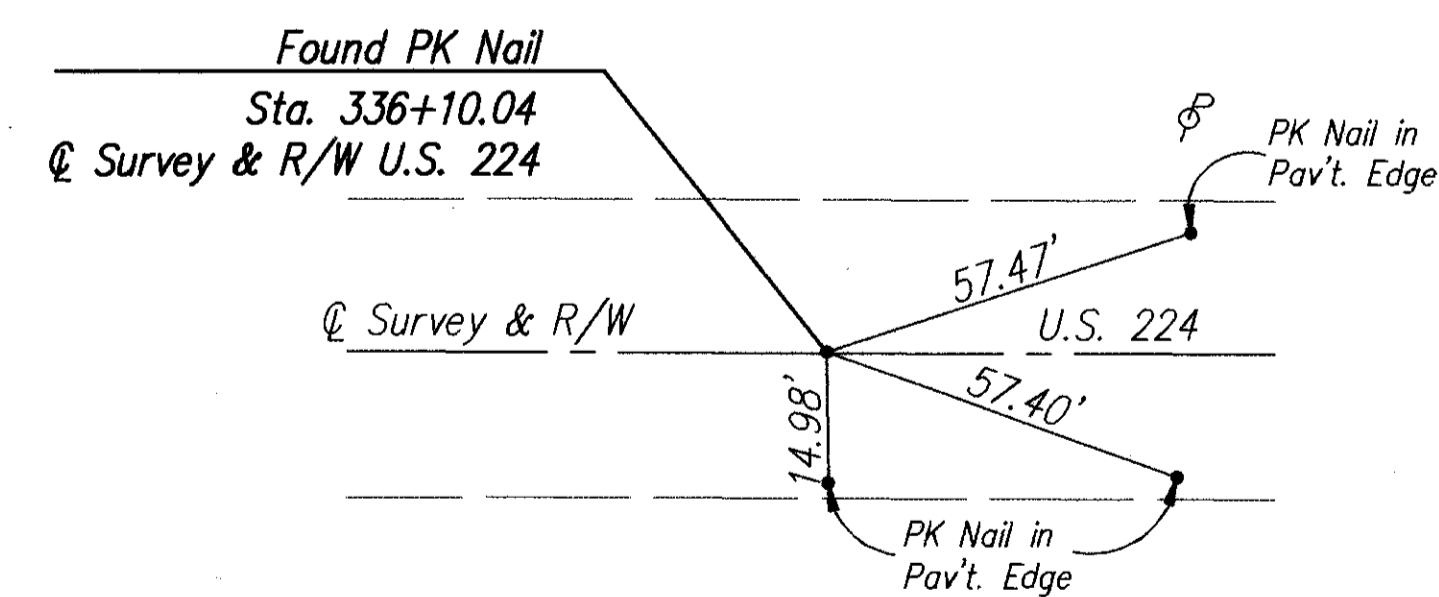 Found PK Nail
Sta. 336+10.04
℄ Survey & R/W U.S. 224
PK Nail in
Pav't. Edge
57.47'
℄ Survey & R/W
U.S. 224
57.40'
14.98'
PK Nail in
Pav't. Edge